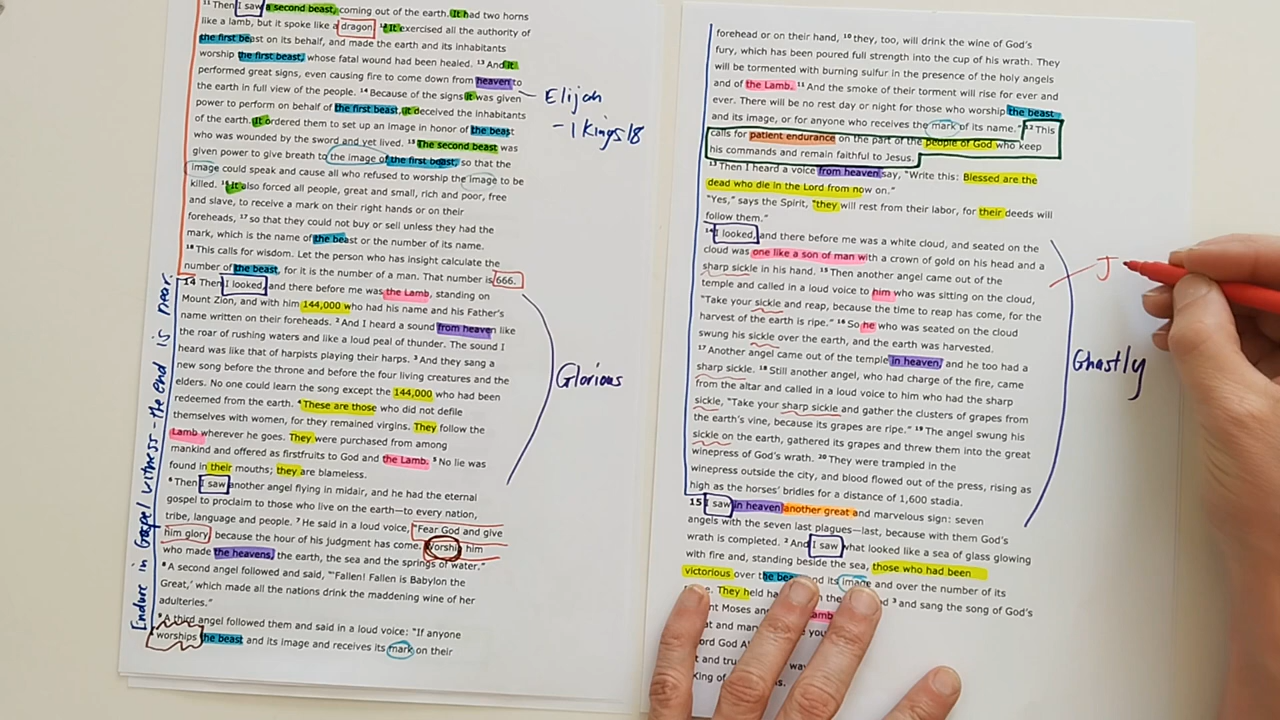 11 Then I saw a second beast, coming out of the earth. It had two horns
like a lamb, but it spoke like a dragon. 12 It exercised all the authority of
the first beast on its behalf, and made the earth and its inhabitants
worship the first beast, whose fatal wound had been healed. 13 And it
performed great signs, even causing fire to come down from heaven to
the earth in full view of the people. 14 Because of the signs it was given
power to perform on behalf of the first beast, it deceived the inhabitants
of the earth. It ordered them to set up an image in honor of the beast
who was wounded by the sword and yet lived. 15 The second beast was
given power to give breath to the image of the first beast, so that the
image could speak and cause all who refused to worship the image to be
killed. 16 It also forced all people, great and small, rich and poor, free
and slave, to receive a mark on their right hands or on their
foreheads, 17 so that they could not buy or sell unless they had the
mark, which is the name of the beast or the number of its name.
18 This calls for wisdom. Let the person who has insight calculate the
number of the beast, for it is the number of a man. That number is 666.
14 Then I looked, and there before me was the Lamb, standing on
Mount Zion, and with him 144,000 who had his name and his Father's
name written on their foreheads. 2 And I heard a sound from heaven like
the roar of rushing waters and like a loud peal of thunder. The sound I
heard was like that of harpists playing their harps. 3 And they sang a
new song before the throne and before the four living creatures and the
elders. No one could learn the song except the 144,000 who had been
redeemed from the earth. 4 These are those who did not defile
themselves with women, for they remained virgins. They follow the
Lamb wherever he goes. They were purchased from among
mankind and offered as firstfruits to God and the Lamb. 5 No lie was
found in their mouths; they are blameless.
6 Then I saw another angel flying in midair, and he had the eternal
gospel to proclaim to those who live on the earth—to every nation,
tribe, language and people. 7 He said in a loud voice, "Fear God and give
him glory, because the hour of his judgment has come. Worship him
who made the heavens, the earth, the sea and the springs of water."
8 A second angel followed and said, "'Fallen! Fallen is Babylon the
Great,' which made all the nations drink the maddening wine of her
adulteries."
9 A third angel followed them and said in a loud voice: "If anyone
worships the beast and its image and receives its mark on their
Elijah
- 1 Kings 18
Glorious
Endure in Gospel witness - the end is near.
forehead or on their hand, 10 they, too, will drink the wine of God's
fury, which has been poured full strength into the cup of his wrath. They
will be tormented with burning sulfur in the presence of the holy angels
and of the Lamb. 11 And the smoke of their torment will rise for ever and
ever. There will be no rest day or night for those who worship the beast
and its image, or for anyone who receives the mark of its name." 12 This
calls for patient endurance on the part of the people of God who keep
his commands and remain faithful to Jesus.
13 Then I heard a voice from heaven say, "Write this: Blessed are the
dead who die in the Lord from now on."
"Yes," says the Spirit, "they will rest from their labor, for their deeds will
follow them."
14 I looked, and there before me was a white cloud, and seated on the
cloud was one like a son of man with a crown of gold on his head and a
sharp sickle in his hand. 15 Then another angel came out of the
temple and called in a loud voice to him who was sitting on the cloud,
"Take your sickle and reap, because the time to reap has come, for the
harvest of the earth is ripe." 16 So he who was seated on the cloud
swung his sickle over the earth, and the earth was harvested.
17 Another angel came out of the temple in heaven, and he too had a
sharp sickle. 18 Still another angel, who had charge of the fire, came
from the altar and called in a loud voice to him who had the sharp
sickle, "Take your sharp sickle and gather the clusters of grapes from
the earth's vine, because its grapes are ripe." 19 The angel swung his
sickle on the earth, gathered its grapes and threw them into the great
winepress of God's wrath. 20 They were trampled in the
winepress outside the city, and blood flowed out of the press, rising as
high as the horses' bridles for a distance of 1,600 stadia.
15 I saw in heaven another great and marvelous sign: seven
angels with the seven last plagues—last, because with them God's
wrath is completed. 2 And I saw what looked like a sea of glass glowing
with fire and, standing beside the sea, those who had been
victorious over the beast and its image and over the number of its
They held 3 and sang the song of God's
Moses and Lamb
J
Ghastly